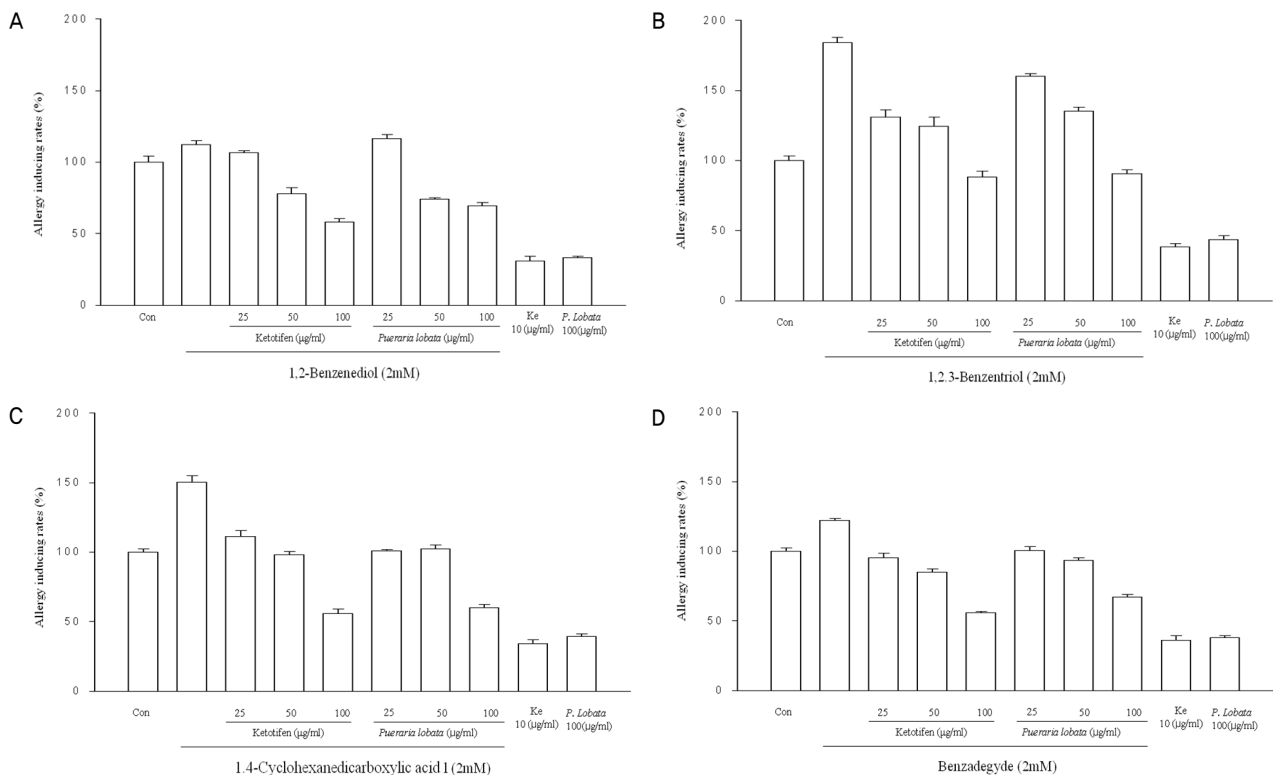 A
Allergy inducing rates (%)
200
150
100
50
0
Con
25 50 100
25 50 100
Ke
10 (µg/ml)
P. Lobata
100(µg/ml)
Ketotifen (µg/ml)
Pueraria lobata (µg/ml)
1,2-Benzenediol (2mM)
B
Allergy inducing rates (%)
200
150
100
50
0
Con
25 50 100
25 50 100
Ke
10 (µg/ml)
P. Lobata
100(µg/ml)
Ketotifen (µg/ml)
Pueraria lobata (µg/ml)
1,2.3-Benzentriol (2mM)
C
Allergy inducing rates (%)
200
150
100
50
0
Con
25 50 100
25 50 100
Ke
10 (µg/ml)
P. Lobata
100(µg/ml)
Ketotifen (µg/ml)
Pueraria lobata (µg/ml)
1.4-Cyclohexanedicarboxylic acid l (2mM)
D
Allergy inducing rates (%)
200
150
100
50
0
Con
25 50 100
25 50 100
Ke
10 (µg/ml)
P. Lobata
100(µg/ml)
Ketotifen (µg/ml)
Pueraria lobata (µg/ml)
Benzadegyde (2mM)